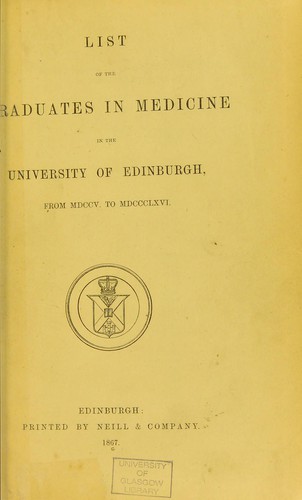 LIST
OF THE
RADUATES IN MEDICINE
IN THE
UNIVERSITY OF EDINBURGH,
FROM MDCCV. TO MDCCCLXVI.
EDINBURGH:
PRINTED BY NEILL & COMPANY.
1867.
UNIVERSITY
OF
GLASGOW
LIBRARY